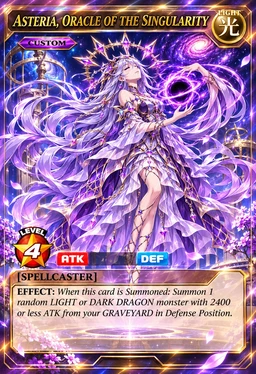 ASTERIA, ORACLE OF THE SINGULARITY
LIGHT
光
CUSTOM
LEVEL
4
ATK
DEF
[SPELLCASTER]
EFFECT: When this card is Summoned: Summon 1
random LIGHT or DARK DRAGON monster with 2400
or less ATK from your GRAVEYARD in Defense Position.